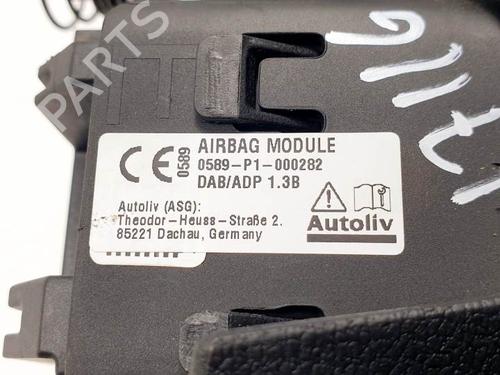 B PARTS
CE 0589
AIRBAG MODULE
0589-P1-000282
DAB/ADP 1.3B
Autoliv (ASG):
Theodor-Heuss-Straße 2.
85221 Dachau, Germany
Autoliv